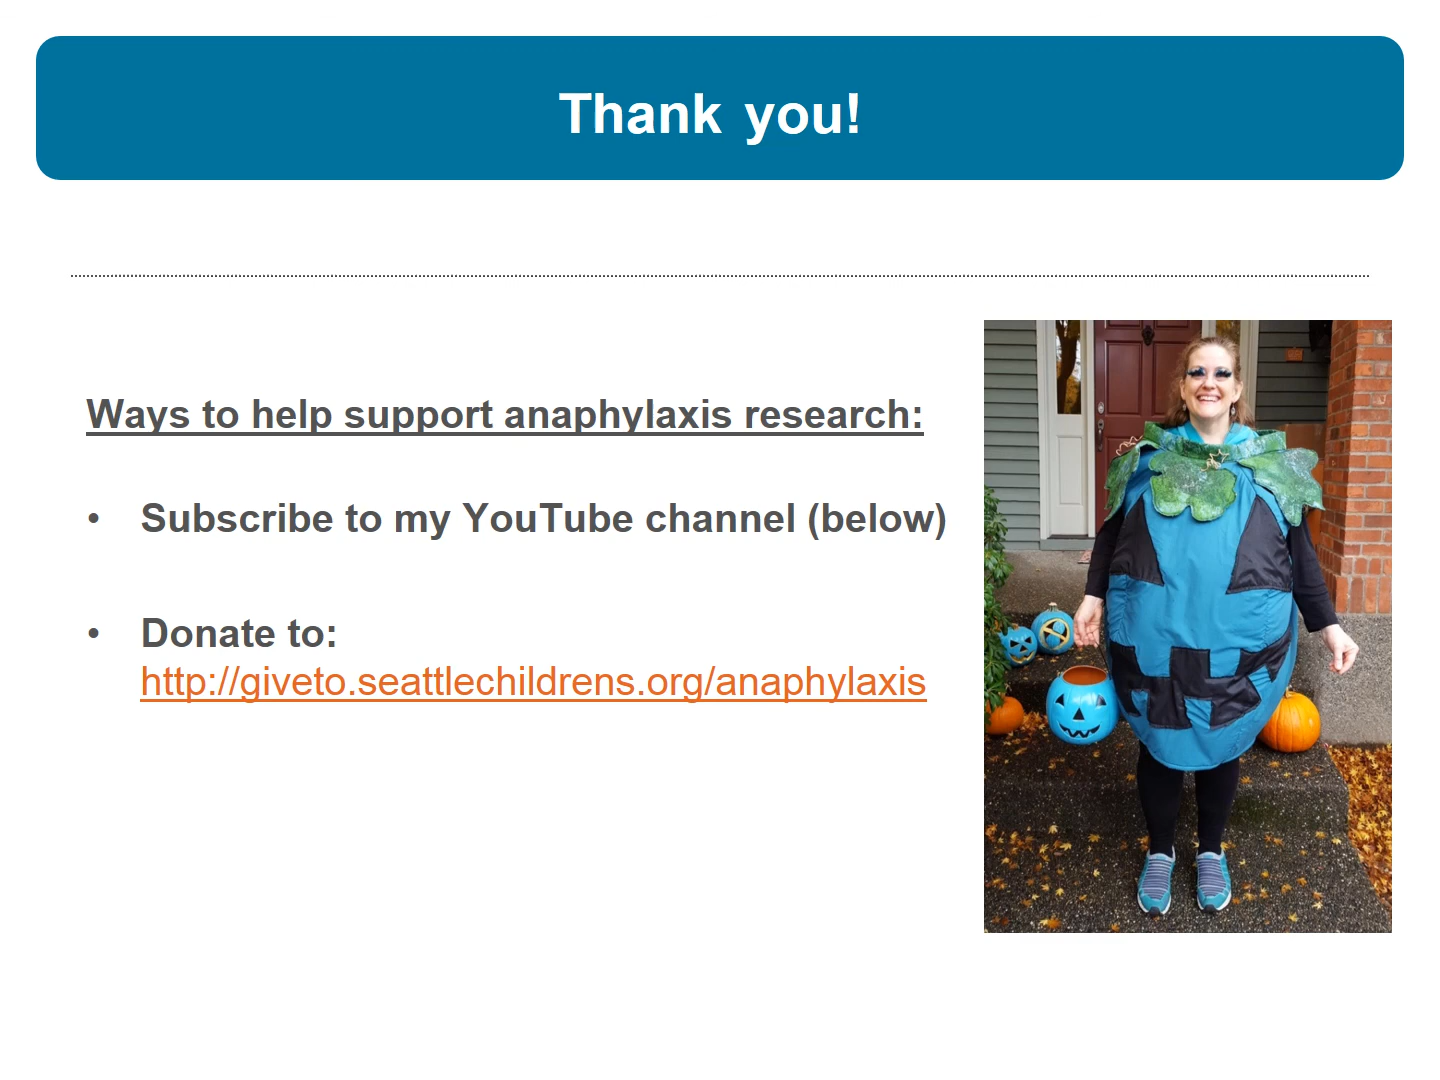 Thank you!
Ways to help support anaphylaxis research:
• Subscribe to my YouTube channel (below)
• Donate to:
http://giveto.seattlechildrens.org/anaphylaxis